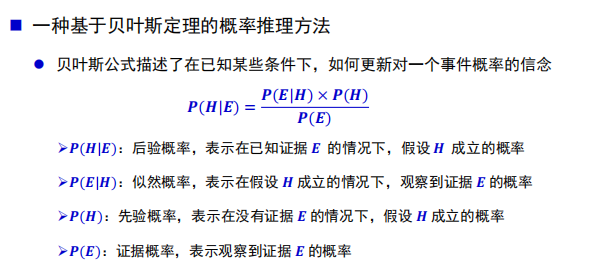 ■ 一种基于贝叶斯定理的概率推理方法
● 贝叶斯公式描述了在已知某些条件下，如何更新对一个事件概率的信念
P(H|E) = P(E|H) × P(H) / P(E)
➢P(H|E)：后验概率，表示在已知证据 E 的情况下，假设 H 成立的概率
➢P(E|H)：似然概率，表示在假设 H 成立的情况下，观察到证据 E 的概率
➢P(H)：先验概率，表示在没有证据 E 的情况下，假设 H 成立的概率
➢P(E)：证据概率，表示观察到证据 E 的概率